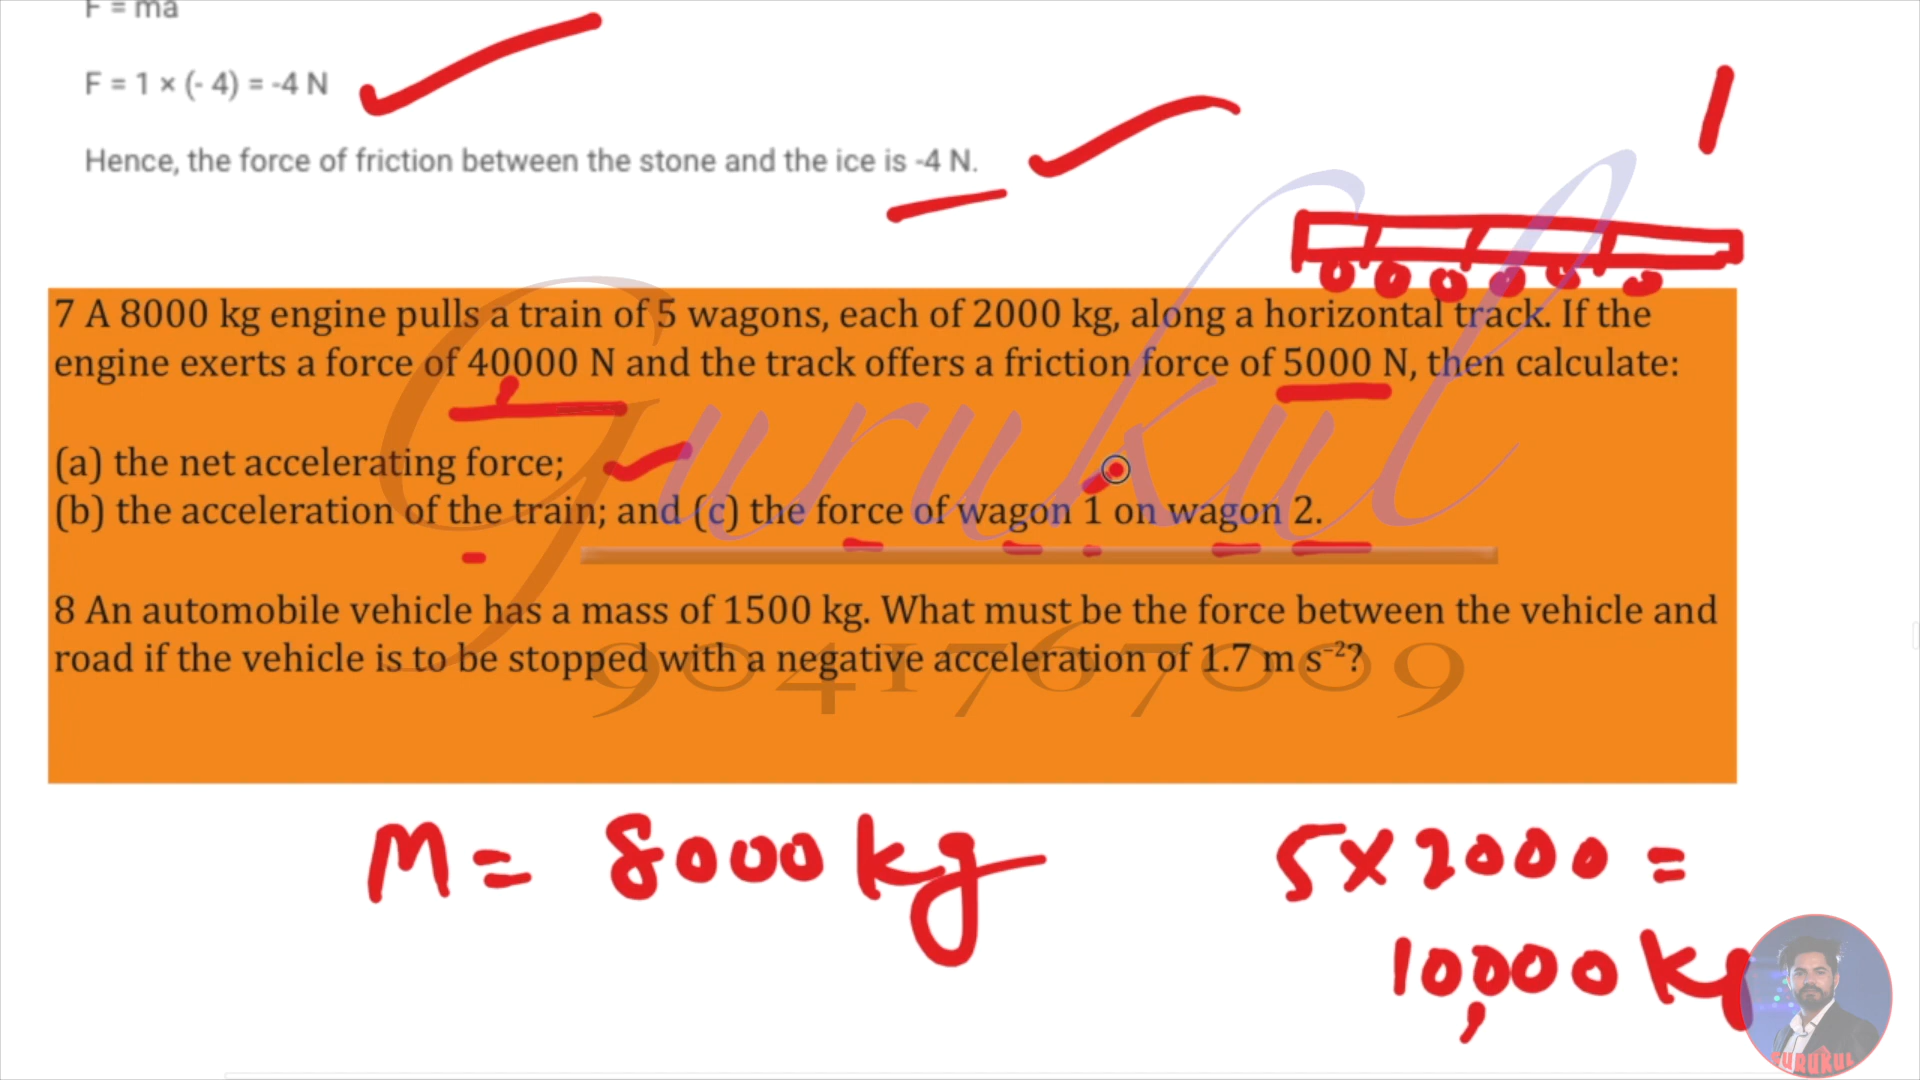 F = ma
F = 1 × (- 4) = -4 N
Hence, the force of friction between the stone and the ice is -4 N.
7 A 8000 kg engine pulls a train of 5 wagons, each of 2000 kg, along a horizontal track. If the
engine exerts a force of 40000 N and the track offers a friction force of 5000 N, then calculate:
(a) the net accelerating force;
(b) the acceleration of the train; and (c) the force of wagon 1 on wagon 2.
8 An automobile vehicle has a mass of 1500 kg. What must be the force between the vehicle and
road if the vehicle is to be stopped with a negative acceleration of 1.7 m s⁻²?
Gurukul
9041767009
M = 8000 kg
5 × 2000 =
10,000 kg
GURUKUL